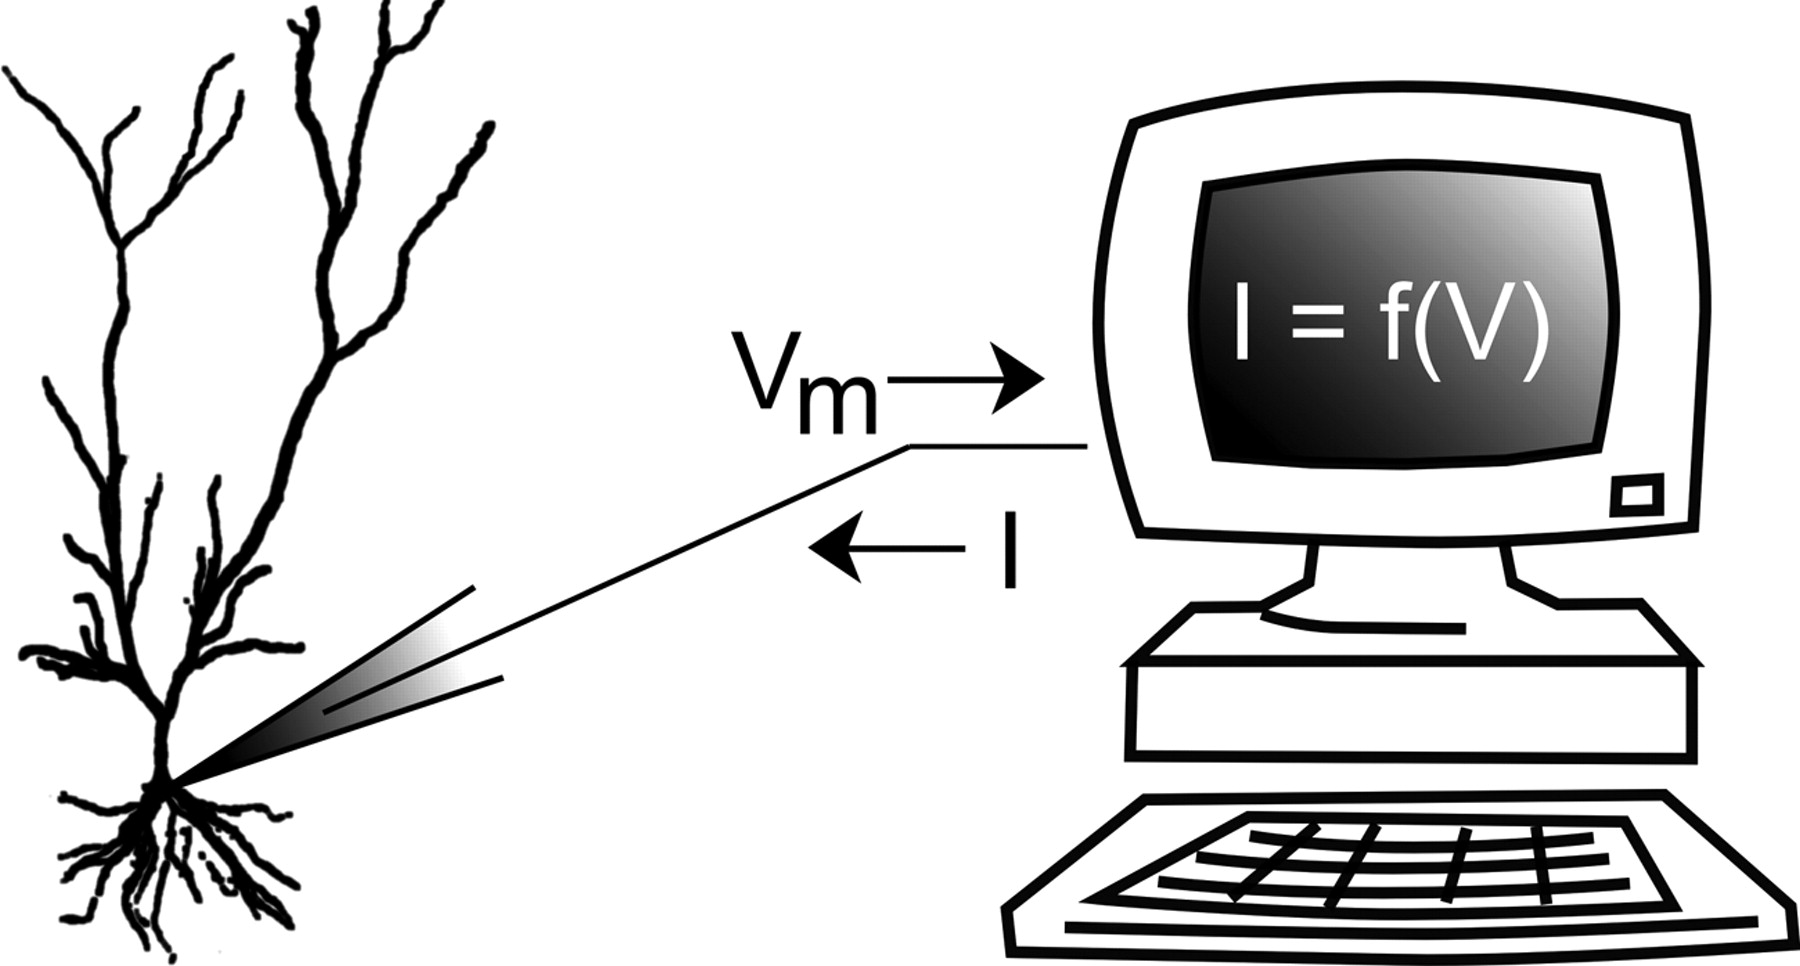 I = f(V)
Vm
I